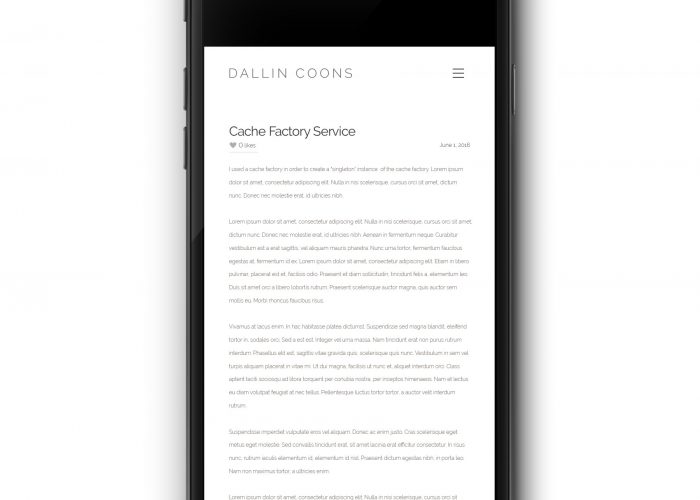 DALLIN COONS
Cache Factory Service
0 likes
June 1, 2016
I used a cache factory in order to create a "singleton" instance of the cache factory. Lorem ipsum
dolor sit amet, consectetur adipiscing elit. Nulla in nisi scelerisque, cursus orci sit amet, dictum
nunc. Donec nec molestie erat, id ultricies nibh.
Lorem ipsum dolor sit amet, consectetur adipiscing elit. Nulla in nisi scelerisque, cursus orci sit amet,
dictum nunc. Donec nec molestie erat, id ultricies nibh. Aenean in fermentum neque. Curabitur
vestibulum est a erat sagittis, vel aliquam mauris pharetra. Nunc urna tortor, fermentum faucibus
egestas at, imperdiet id ex. Lorem ipsum dolor sit amet, consectetur adipiscing elit. Etiam in libero
pulvinar, placerat est et, facilisis odio. Praesent et diam sollicitudin, tincidunt felis a, elementum leo.
Duis sit amet orci a libero lobortis rutrum. Praesent scelerisque auctor magna, quis auctor sem
mollis eu. Morbi rhoncus faucibus risus.
Vivamus at lacus enim. In hac habitasse platea dictumst. Suspendisse sed magna blandit, eleifend
tortor in, sodales orci. Sed a est est. Integer vel urna massa. Nam tincidunt erat non purus rutrum
interdum. Phasellus elit est, sagittis vitae gravida quis, scelerisque quis nunc. Vestibulum in sem vel
turpis aliquam placerat in vitae mi. Ut dui magna, facilisis ut nunc et, aliquet interdum orci. Class
aptent taciti sociosqu ad litora torquent per conubia nostra, per inceptos himenaeos. Nam et lectus
eu diam volutpat feugiat at nec tellus. Pellentesque luctus tortor tortor, a auctor velit interdum
rutrum.
Suspendisse imperdiet vulputate eros vel aliquam. Donec ac commodo ex. Suspendisse eget
metus eget molestie. Sed convallis tincidunt erat, sit amet lacinia erat efficitur consectetur. In risus
nunc, rutrum iaculis elementum id, dictum at orci. Sed egestas dapibus enim a dapibus.
Nam non maximus tortor, a ultricies enim.
Lorem ipsum dolor sit amet, consectetur adipiscing elit. Nulla in nisi scelerisque, cursus orci sit amet,